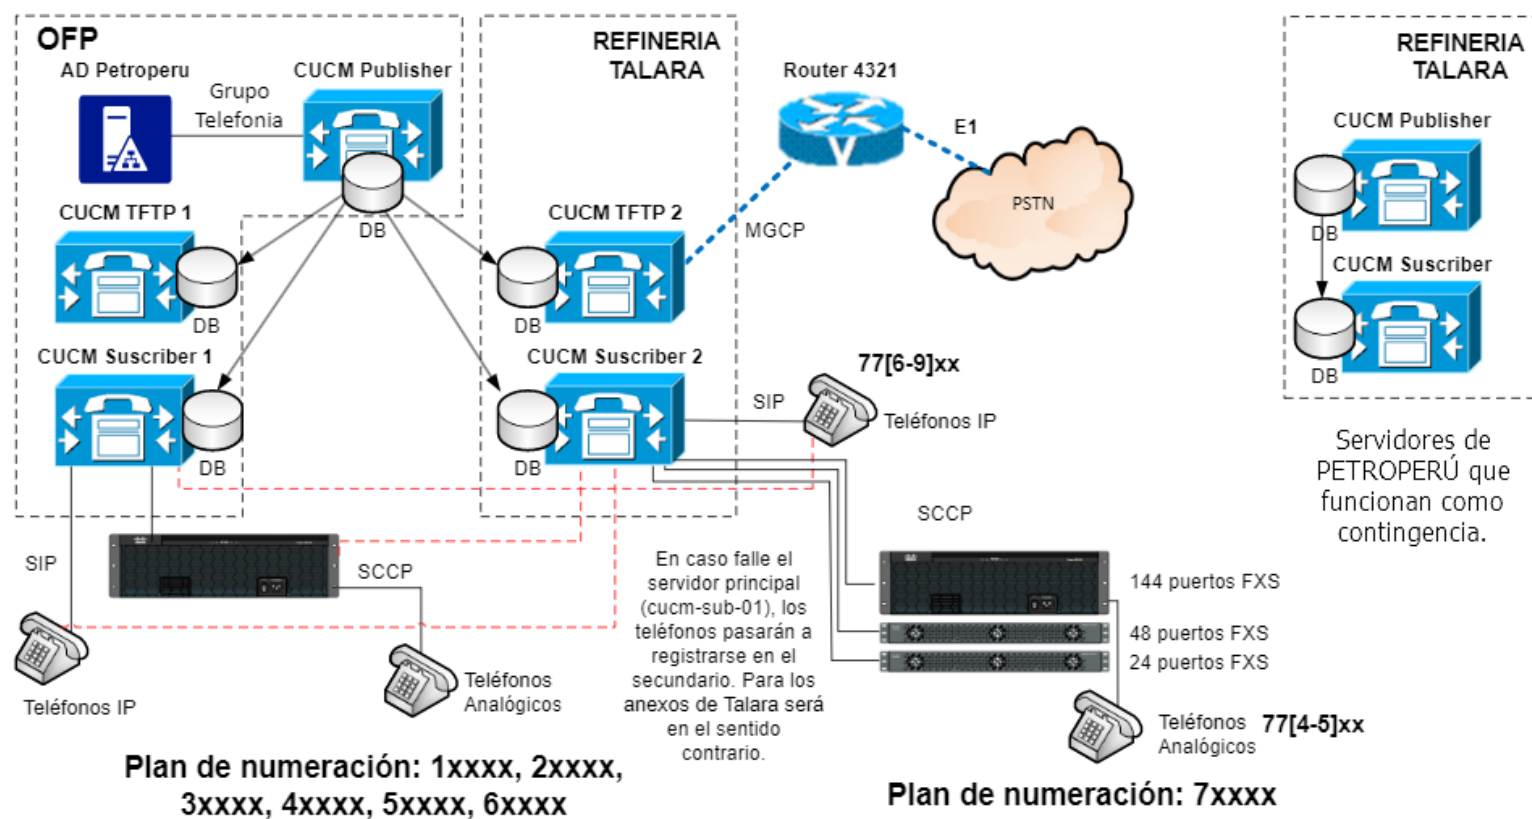 OFP
AD Petroperu
CUCM Publisher
Grupo
Telefonia
DB
CUCM TFTP 1
DB
CUCM Suscriber 1
DB
REFINERIA
TALARA
CUCM TFTP 2
DB
CUCM Suscriber 2
DB
Router 4321
V
E1
PSTN
MGCP
SIP
77[6-9]xx
Teléfonos IP
SCCP
144 puertos FXS
48 puertos FXS
24 puertos FXS
Teléfonos
Analógicos
77[4-5]xx
Plan de numeración: 7xxxx
SIP
SCCP
Teléfonos IP
Teléfonos
Analógicos
Plan de numeración: 1xxxx, 2xxxx,
3xxxx, 4xxxx, 5xxxx, 6xxxx
En caso falle el
servidor principal
(cucm-sub-01), los
teléfonos pasarán a
registrarse en el
secundario. Para los
anexos de Talara será
en el sentido
contrario.
REFINERIA
TALARA
CUCM Publisher
DB
CUCM Suscriber
DB
Servidores de
PETROPERÚ que
funcionan como
contingencia.